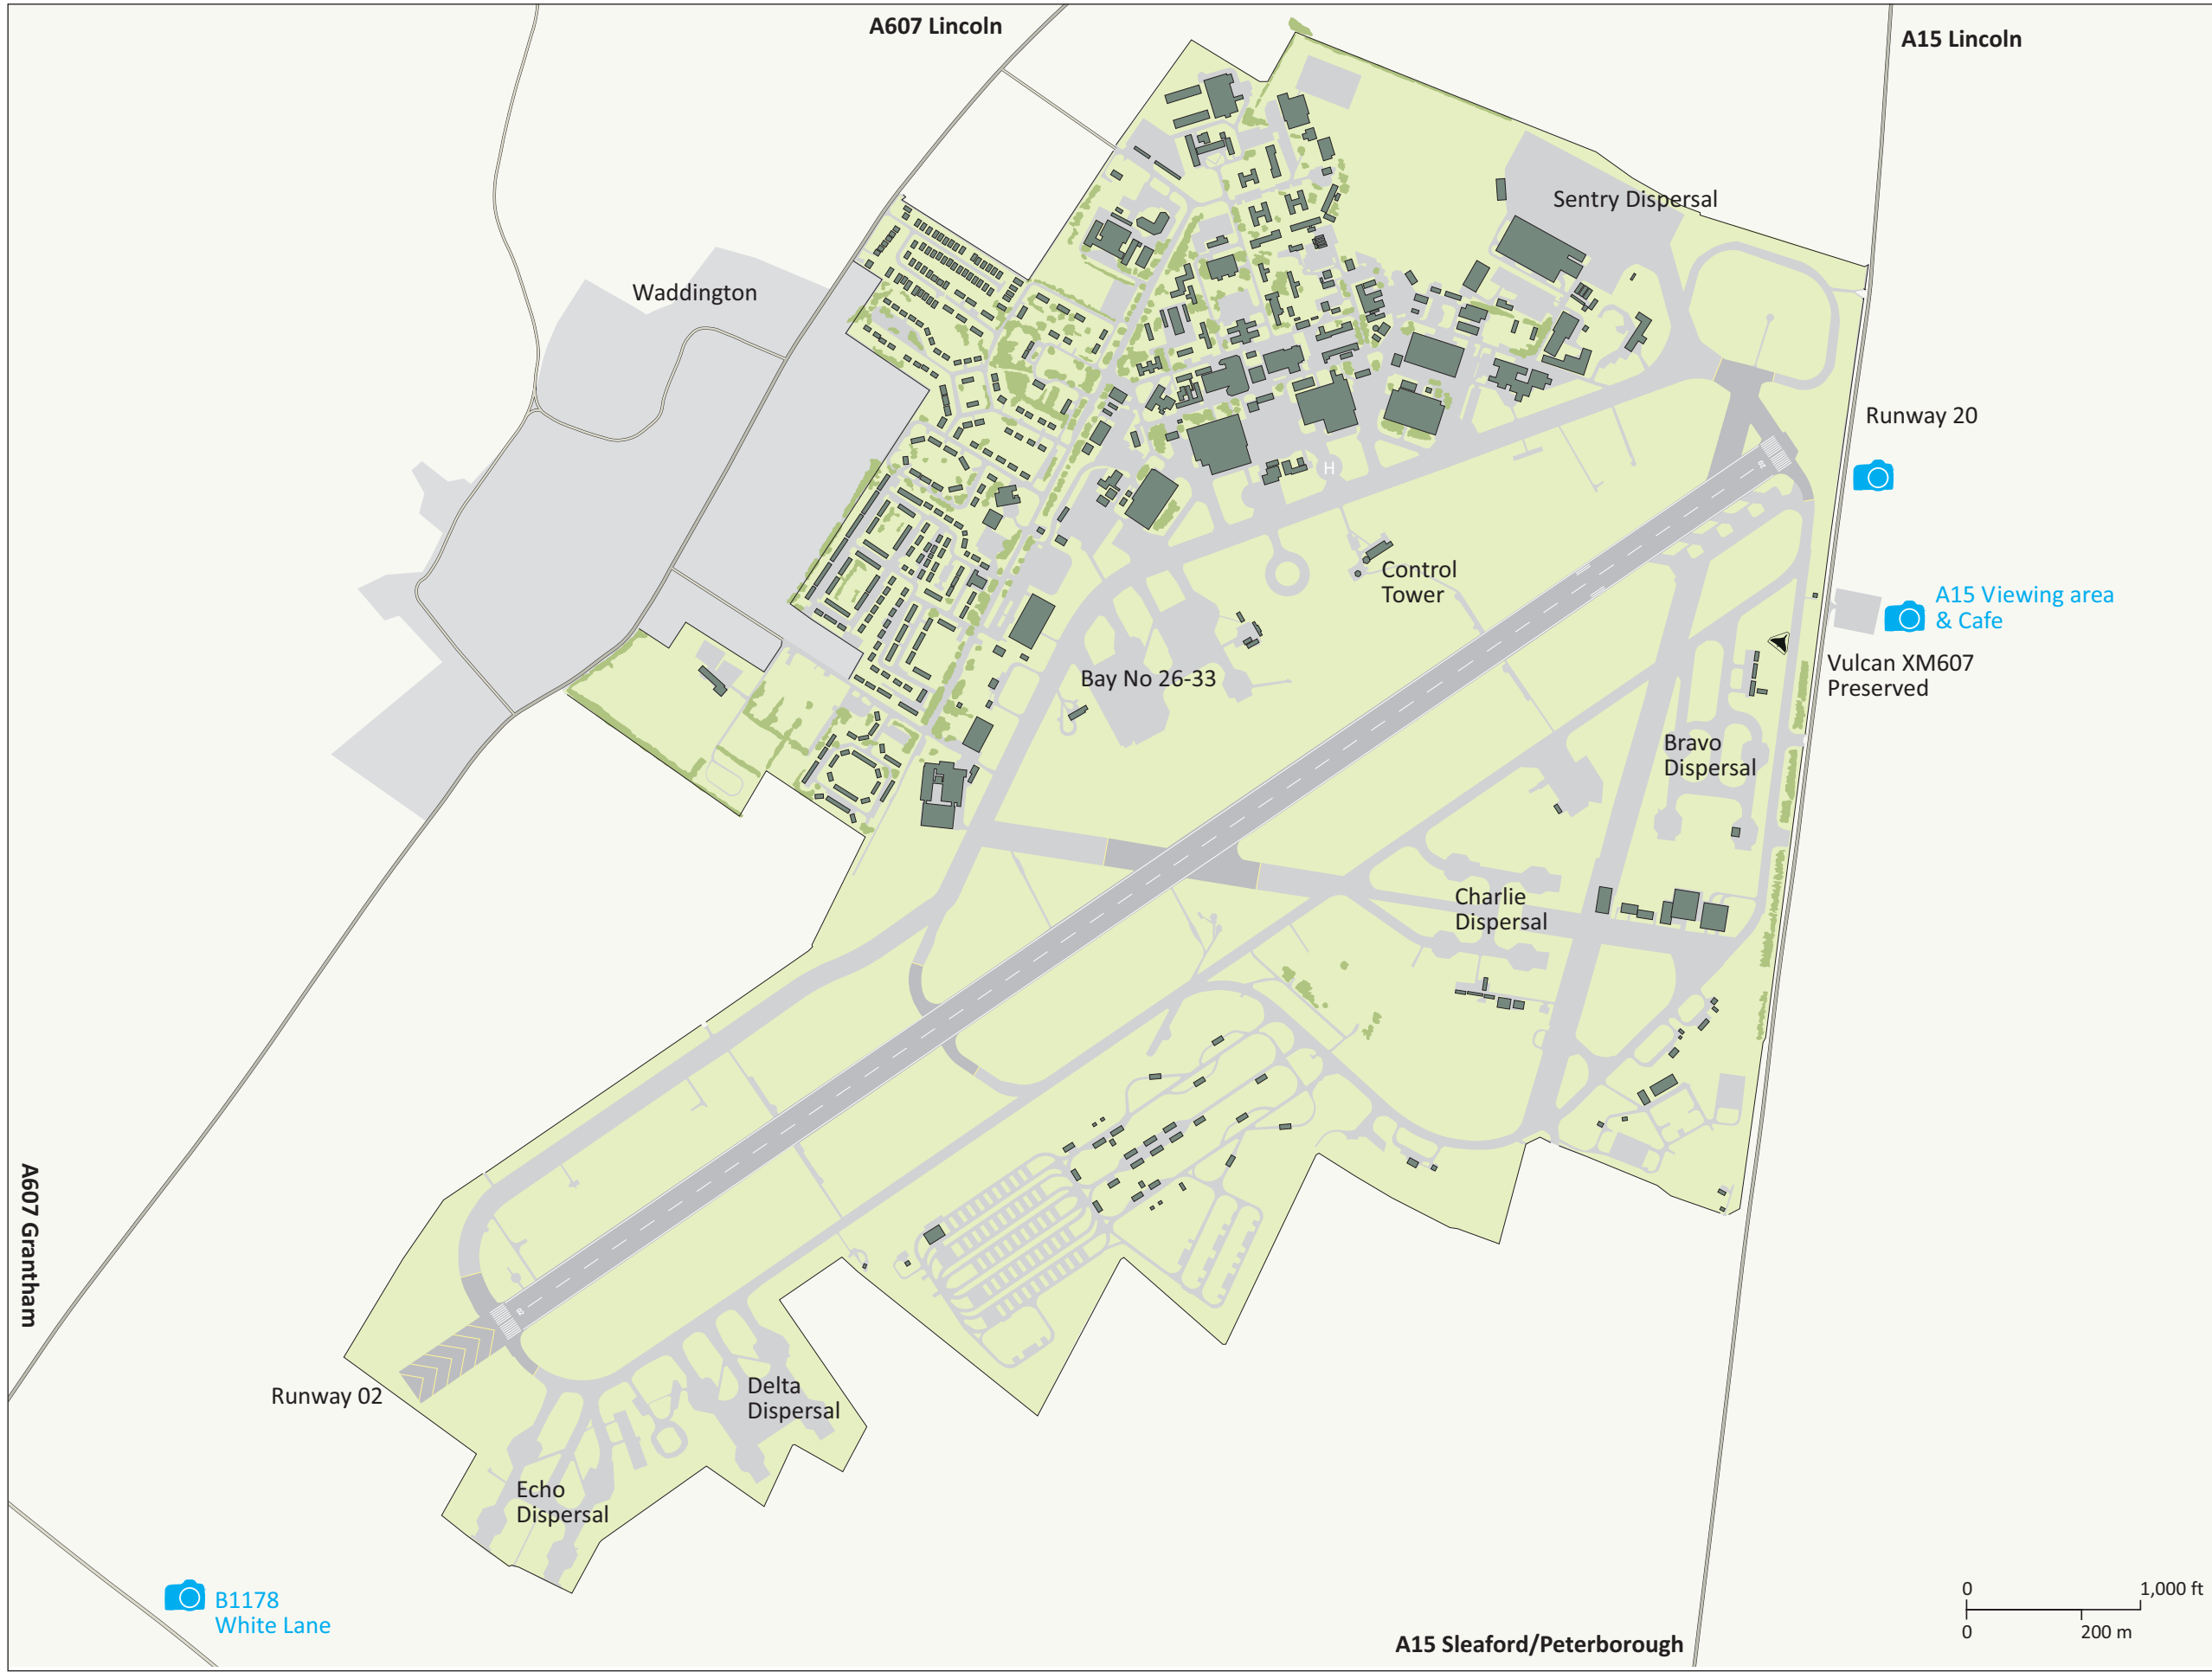 A607 Lincoln
A15 Lincoln
Sentry Dispersal
Waddington
Runway 20
H
Control
Tower
A15 Viewing area
& Cafe
Vulcan XM607
Preserved
Bay No 26-33
Bravo
Dispersal
Charlie
Dispersal
A607 Grantham
Runway 02
Delta
Dispersal
Echo
Dispersal
B1178
White Lane
A15 Sleaford/Peterborough
0 1,000 ft
0 200 m